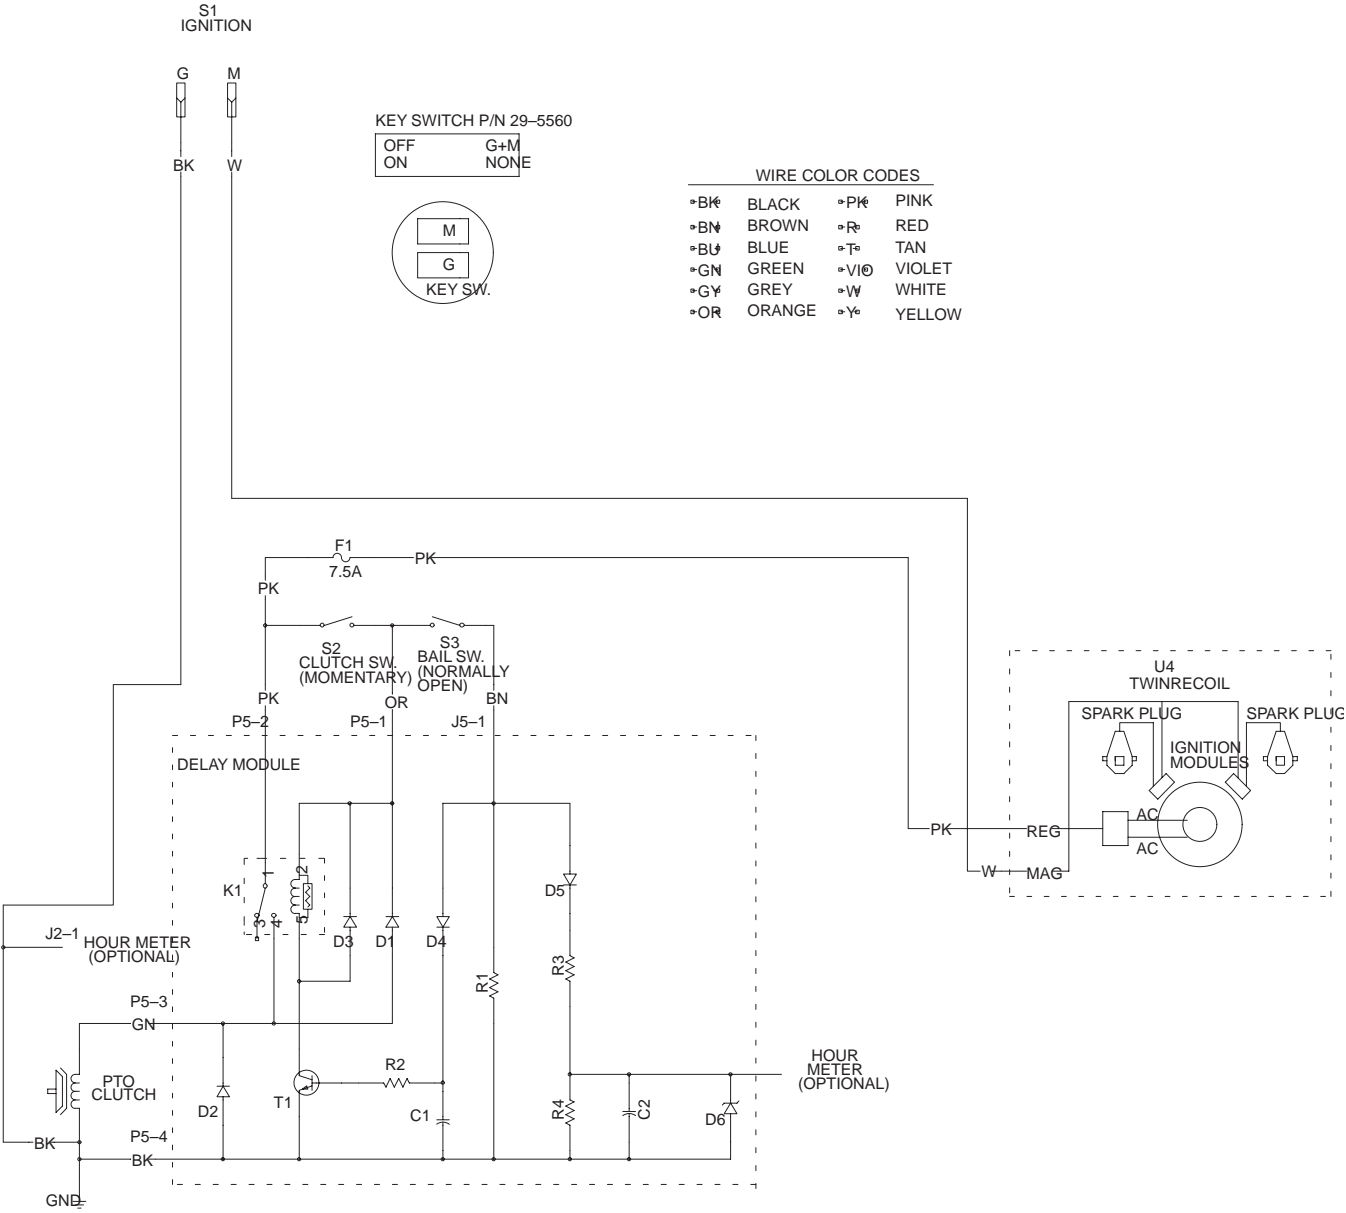 S1
IGNITION
G M
KEY SWITCH P/N 29–5560
OFF G+M
ON NONE
BK W
WIRE COLOR CODES
BK BLACK PK PINK
BN BROWN R RED
BU BLUE T TAN
GN GREEN VIO VIOLET
GY GREY W WHITE
OR ORANGE Y YELLOW
M
G
KEY SW.
F1
7.5A
PK
PK
S2
CLUTCH SW.
(MOMENTARY)
S3
BAIL SW.
(NORMALLY
OPEN)
PK OR BN
P5–2 P5–1 J5–1
DELAY MODULE
U4
TWINRECOIL
SPARK PLUG SPARK PLUG
IGNITION
MODULES
AC
AC
PK REG
W MAG
K1
1 2
3 4 5
D3 D1 D4 D5
J2–1
HOUR METER
(OPTIONAL)
R1 R3
P5–3
GN
PTO
CLUTCH
D2
T1
R2
C1
R4
C2
D6
HOUR
METER
(OPTIONAL)
P5–4
BK
BK
GND